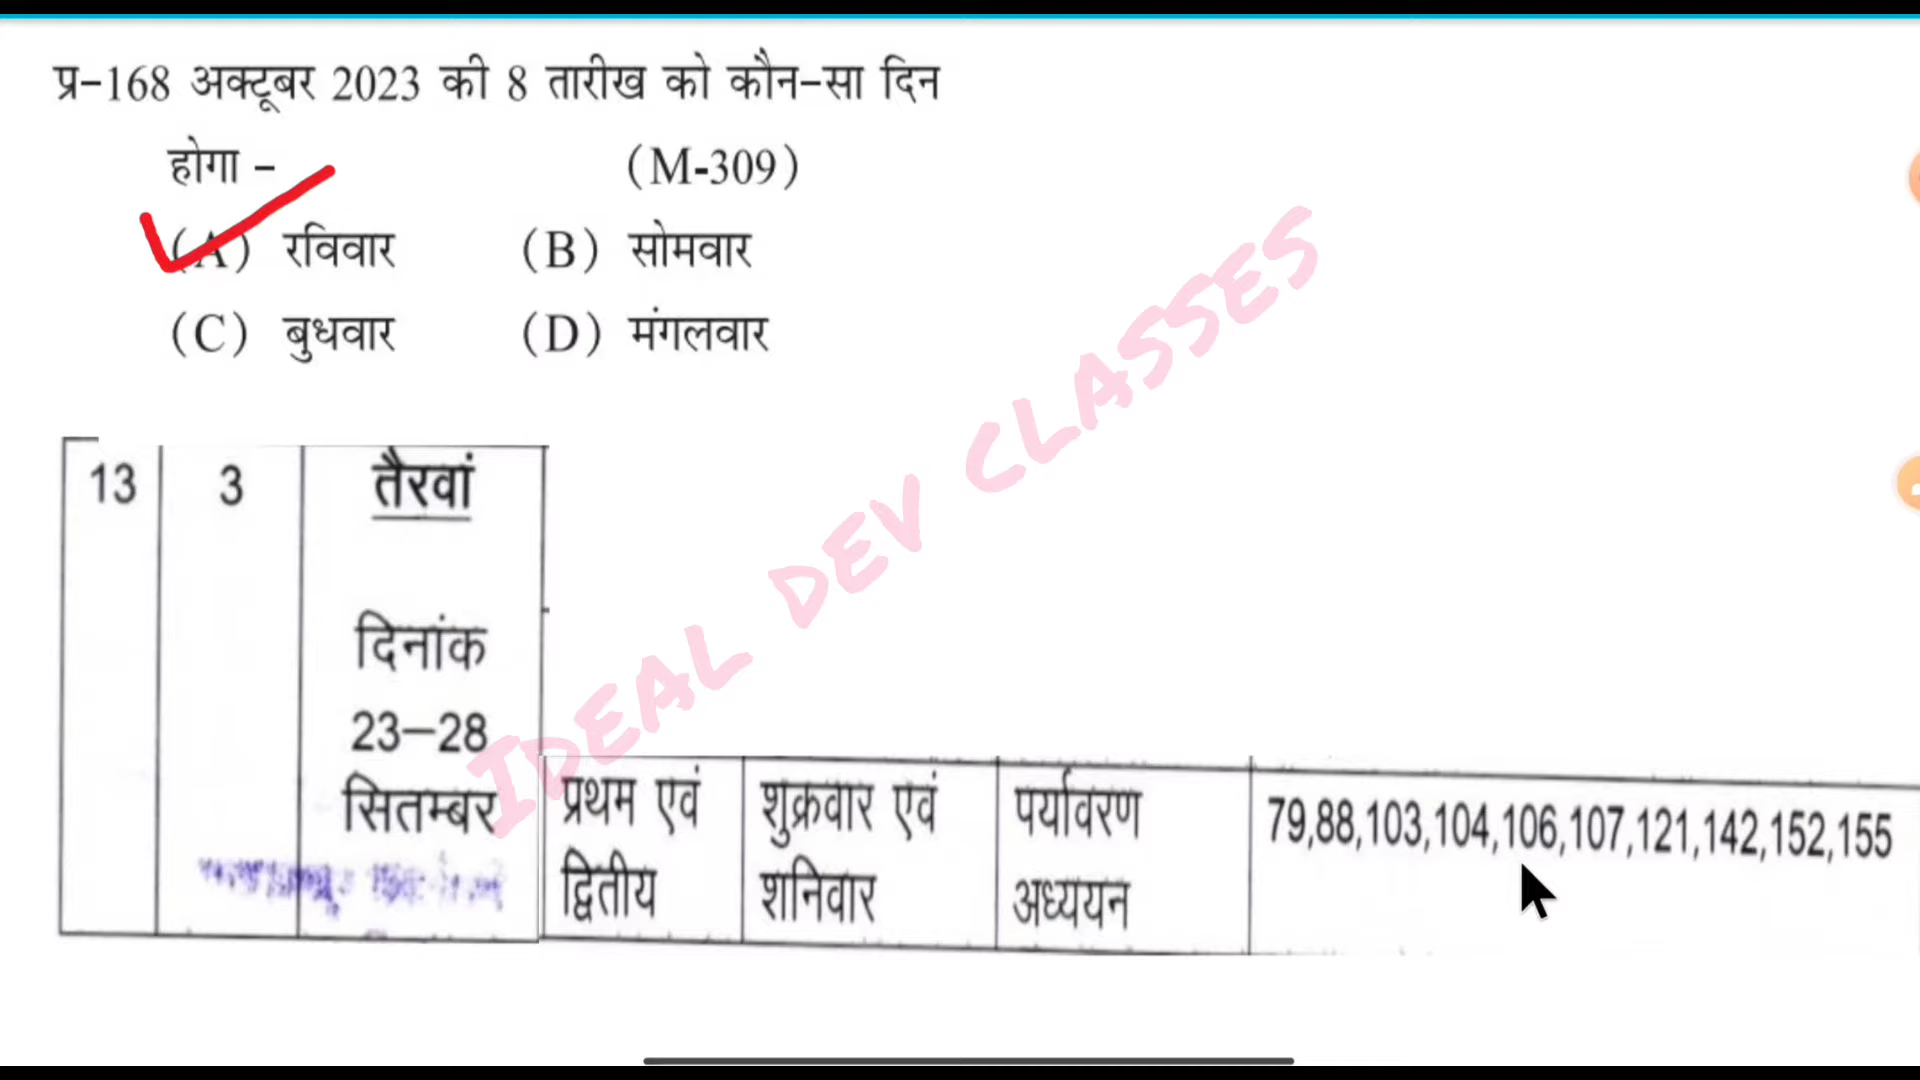 प्र-168 अक्टूबर 2023 की 8 तारीख को कौन-सा दिन
होगा - (M-309)
(A) रविवार (B) सोमवार
(C) बुधवार (D) मंगलवार
IDEAL DEV CLASSES
13 3 तैरवां
दिनांक
23-28
सितम्बर
प्रथम एवं शुक्रवार एवं पर्यावरण 79,88,103,104,106,107,121,142,152,155
द्वितीय शनिवार अध्ययन